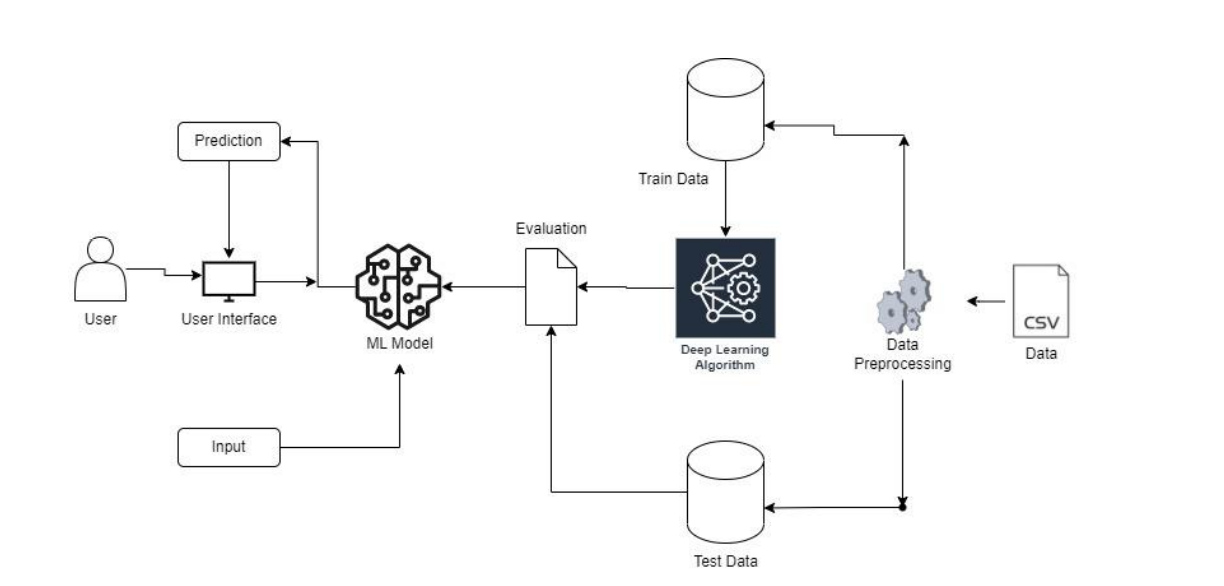 Prediction
Train Data
Evaluation
User
User Interface
ML Model
Deep Learning
Algorithm
Data
Preprocessing
CSV
Data
Input
Test Data